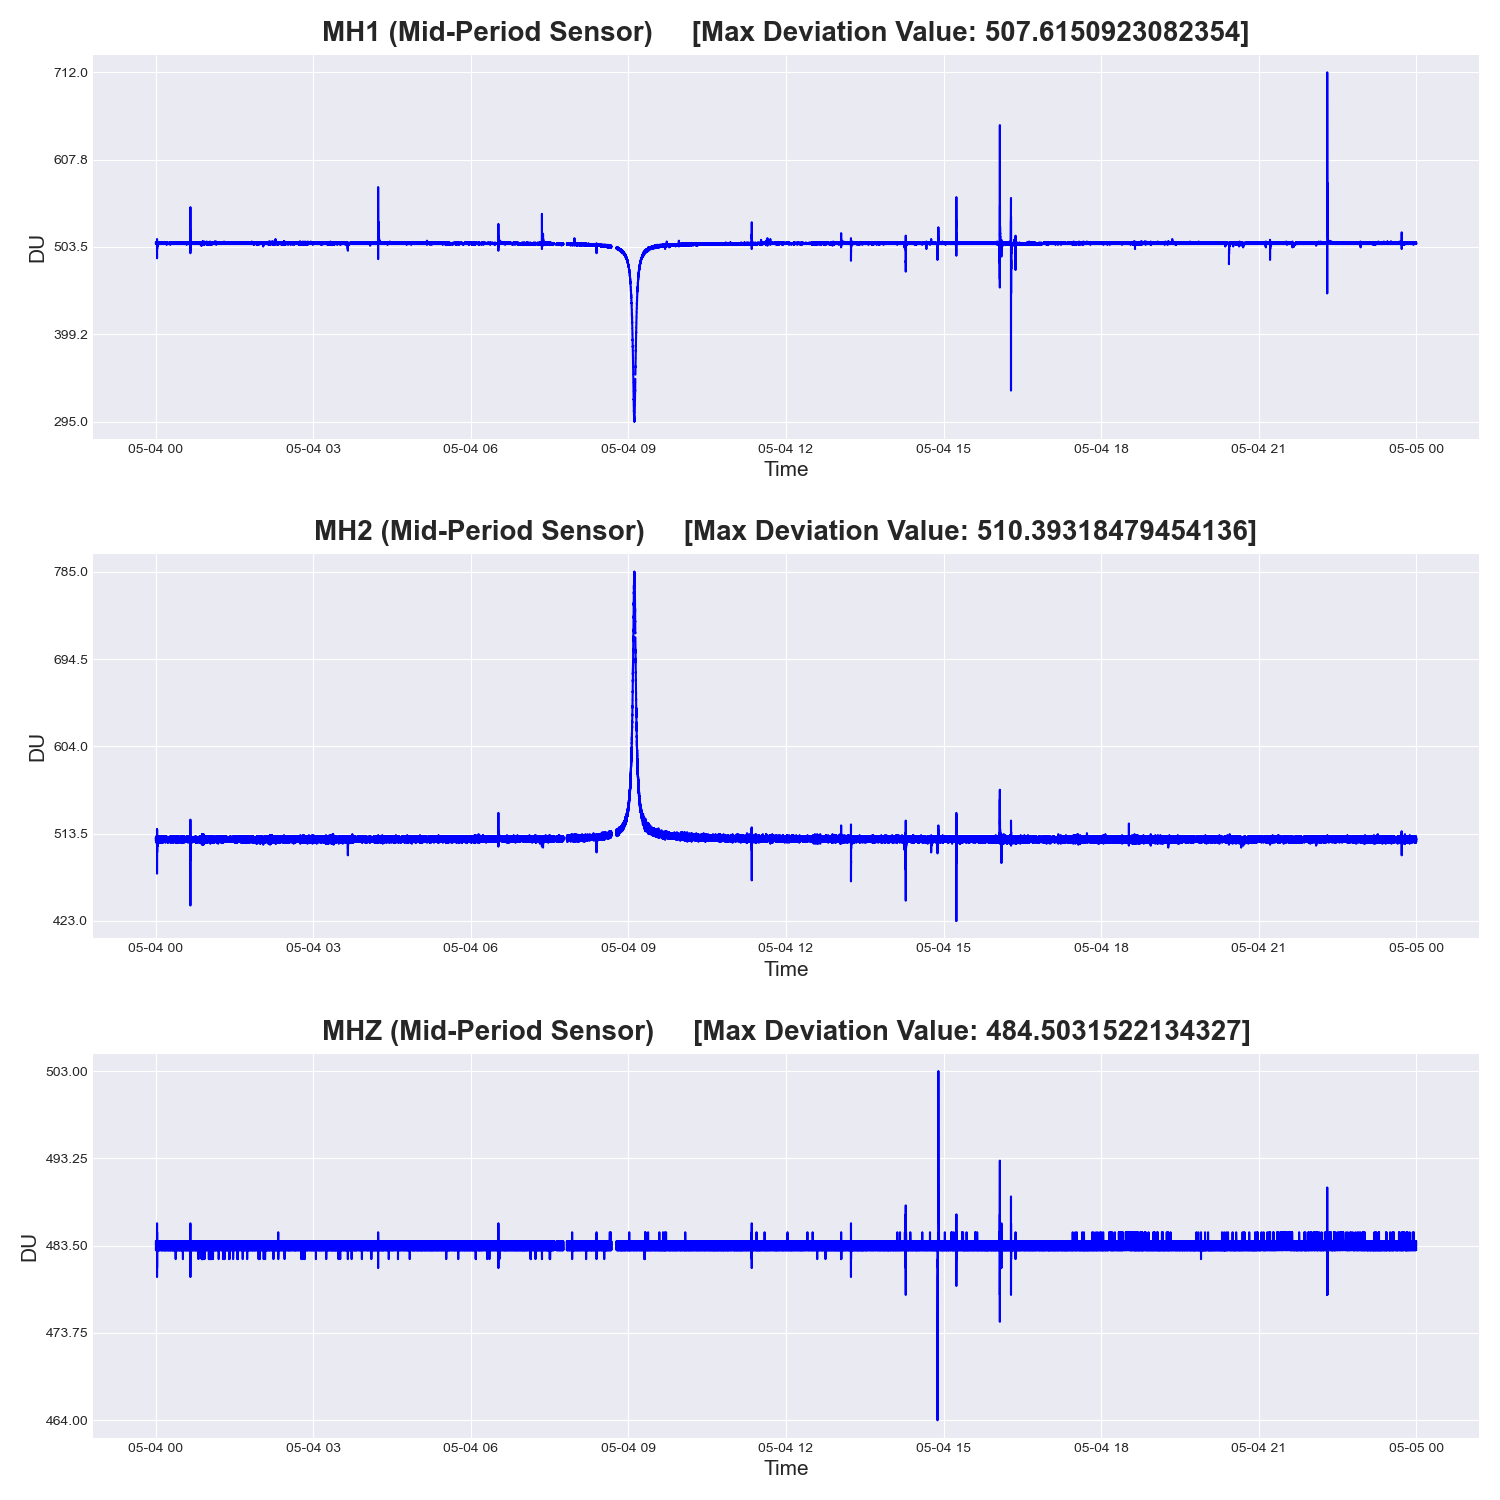 MH1 (Mid-Period Sensor) [Max Deviation Value: 507.6150923082354]
712.0
607.8
503.5
399.2
295.0
DU
05-04 00 05-04 03 05-04 06 05-04 09 05-04 12 05-04 15 05-04 18 05-04 21 05-05 00
Time
MH2 (Mid-Period Sensor) [Max Deviation Value: 510.39318479454136]
785.0
694.5
604.0
513.5
423.0
DU
05-04 00 05-04 03 05-04 06 05-04 09 05-04 12 05-04 15 05-04 18 05-04 21 05-05 00
Time
MHZ (Mid-Period Sensor) [Max Deviation Value: 484.5031522134327]
503.00
493.25
483.50
473.75
464.00
DU
05-04 00 05-04 03 05-04 06 05-04 09 05-04 12 05-04 15 05-04 18 05-04 21 05-05 00
Time